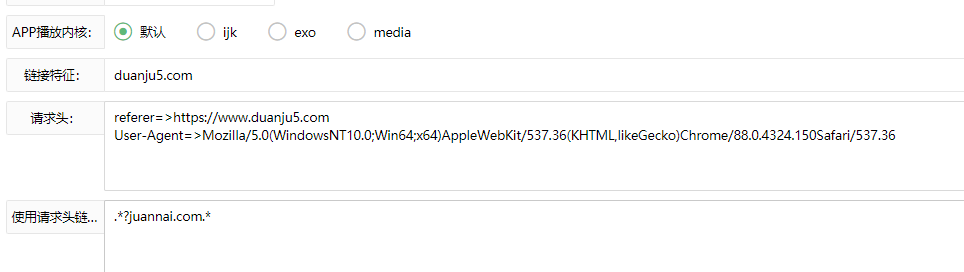 APP播放内核： 默认 ijk exo media
链接特征： duanju5.com
请求头： referer=>https://www.duanju5.com
User-Agent=>Mozilla/5.0(WindowsNT10.0;Win64;x64)AppleWebKit/537.36(KHTML,likeGecko)Chrome/88.0.4324.150Safari/537.36
使用请求头链... .*?juannai.com.*